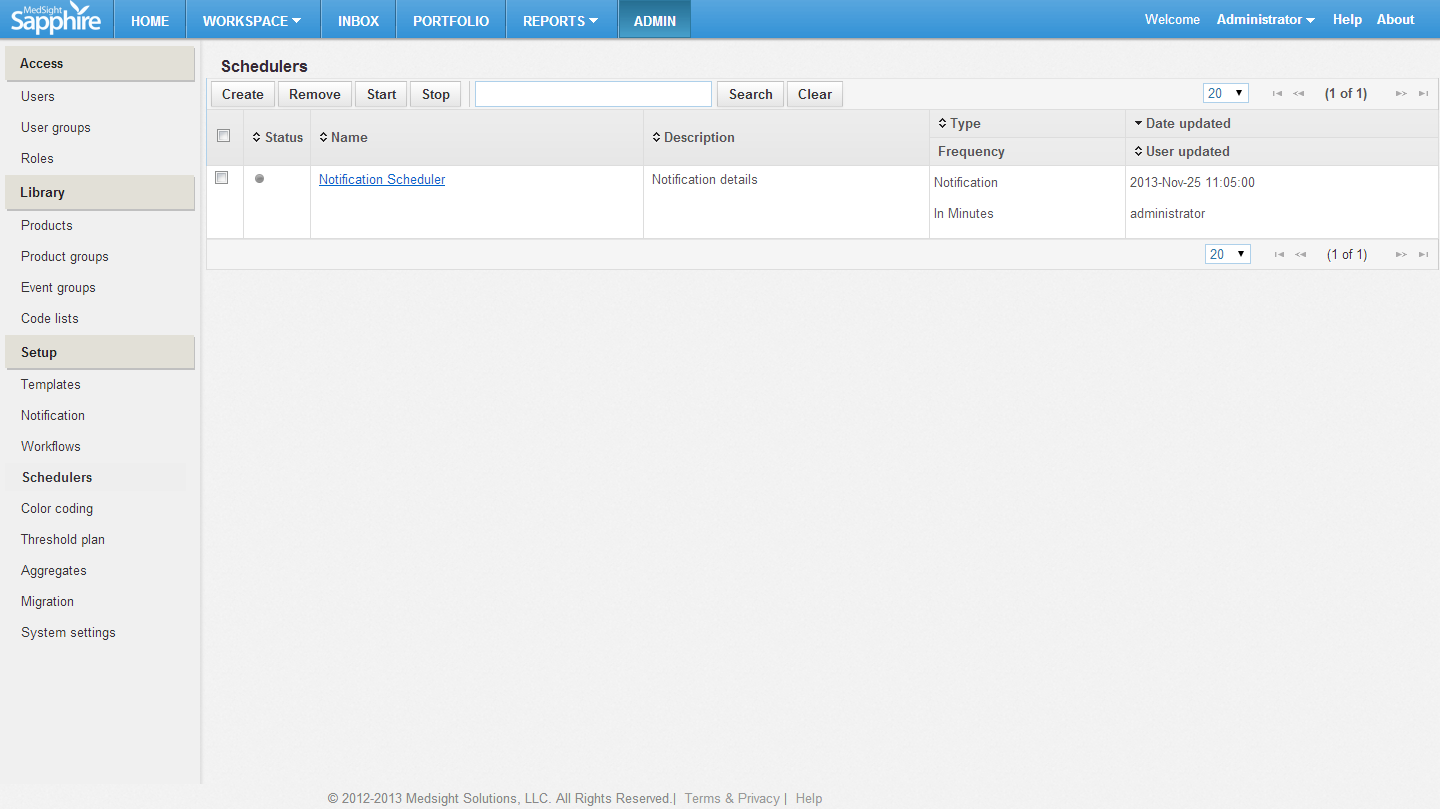 MedSight
Sapphire
HOME WORKSPACE INBOX PORTFOLIO REPORTS ADMIN Welcome Administrator Help About
Access
Users
User groups
Roles
Library
Products
Product groups
Event groups
Code lists
Setup
Templates
Notification
Workflows
Schedulers
Color coding
Threshold plan
Aggregates
Migration
System settings
Schedulers
Create Remove Start Stop Search Clear 20 (1 of 1)
Status Name Description Type Date updated
Frequency User updated
Notification Scheduler Notification details Notification 2013-Nov-25 11:05:00
In Minutes administrator
20 (1 of 1)
© 2012-2013 Medsight Solutions, LLC. All Rights Reserved.| Terms & Privacy | Help